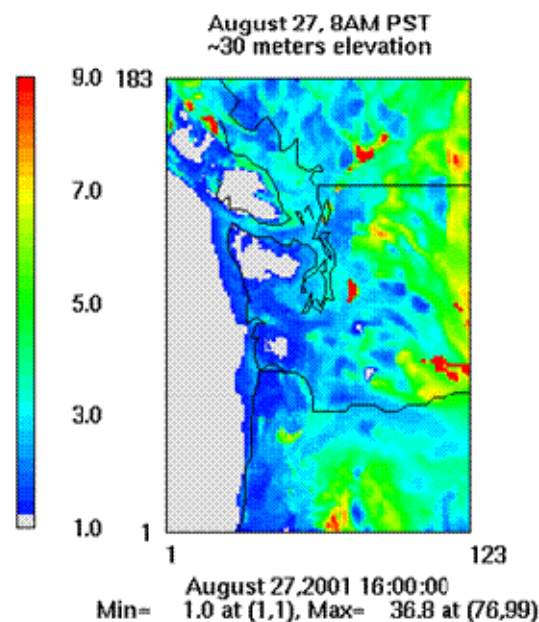 August 27, 8AM PST
~30 meters elevation
9.0
7.0
5.0
3.0
1.0
183
1
1
123
August 27,2001 16:00:00
Min= 1.0 at (1,1), Max= 36.8 at (76,99)